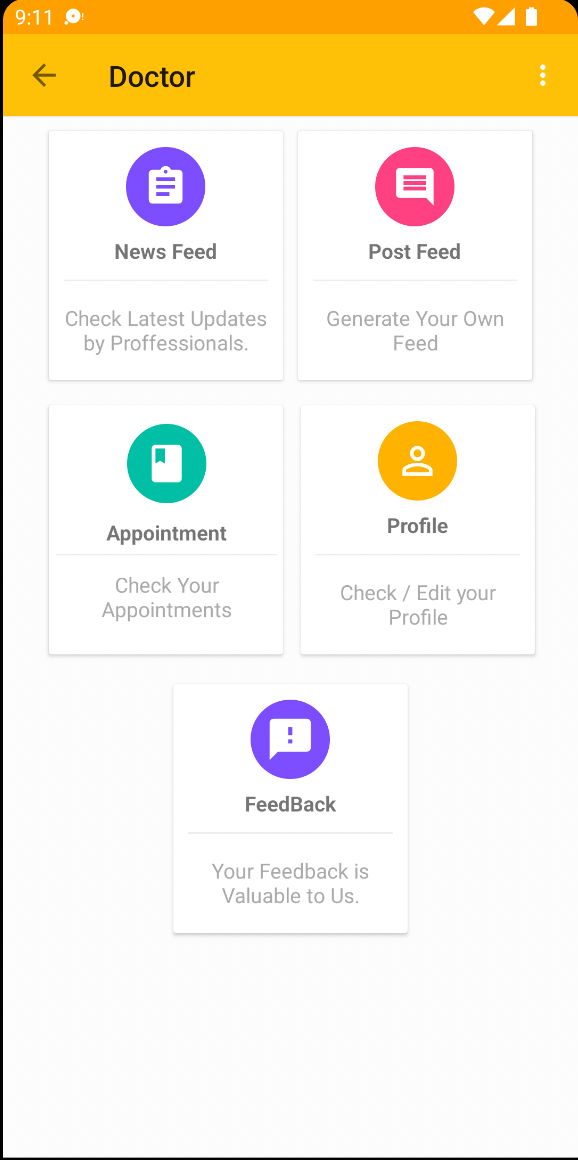 9:11
Doctor
News Feed
Check Latest Updates
by Proffessionals.
Post Feed
Generate Your Own
Feed
Appointment
Check Your
Appointments
Profile
Check / Edit your
Profile
FeedBack
Your Feedback is
Valuable to Us.